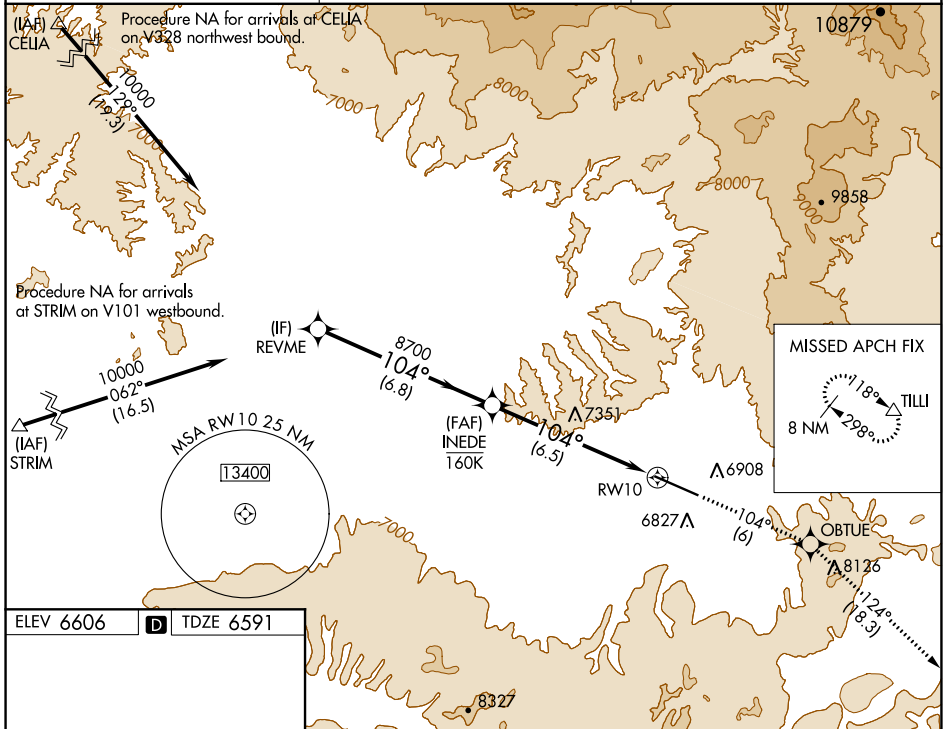 (IAF)
CELIA
Procedure NA for arrivals at CELIA
on V328 northwest bound.
10879
10000
129°
(19.3)
7000
7000
8000
8000
9000
9858
Procedure NA for arrivals
at STRIM on V101 westbound.
(IF)
REVME
8700
104°
(6.8)
10000
062°
(16.5)
(IAF)
STRIM
(FAF)
INEDE
160K
7351
104°
(6.5)
RW10
6908
6827
104°
(6)
OBTUE
8126
124°
(18.3)
MISSED APCH FIX
118°
TILLI
8 NM
298°
MSA RW10 25 NM
13400
7000
ELEV 6606
D
TDZE 6591
8327